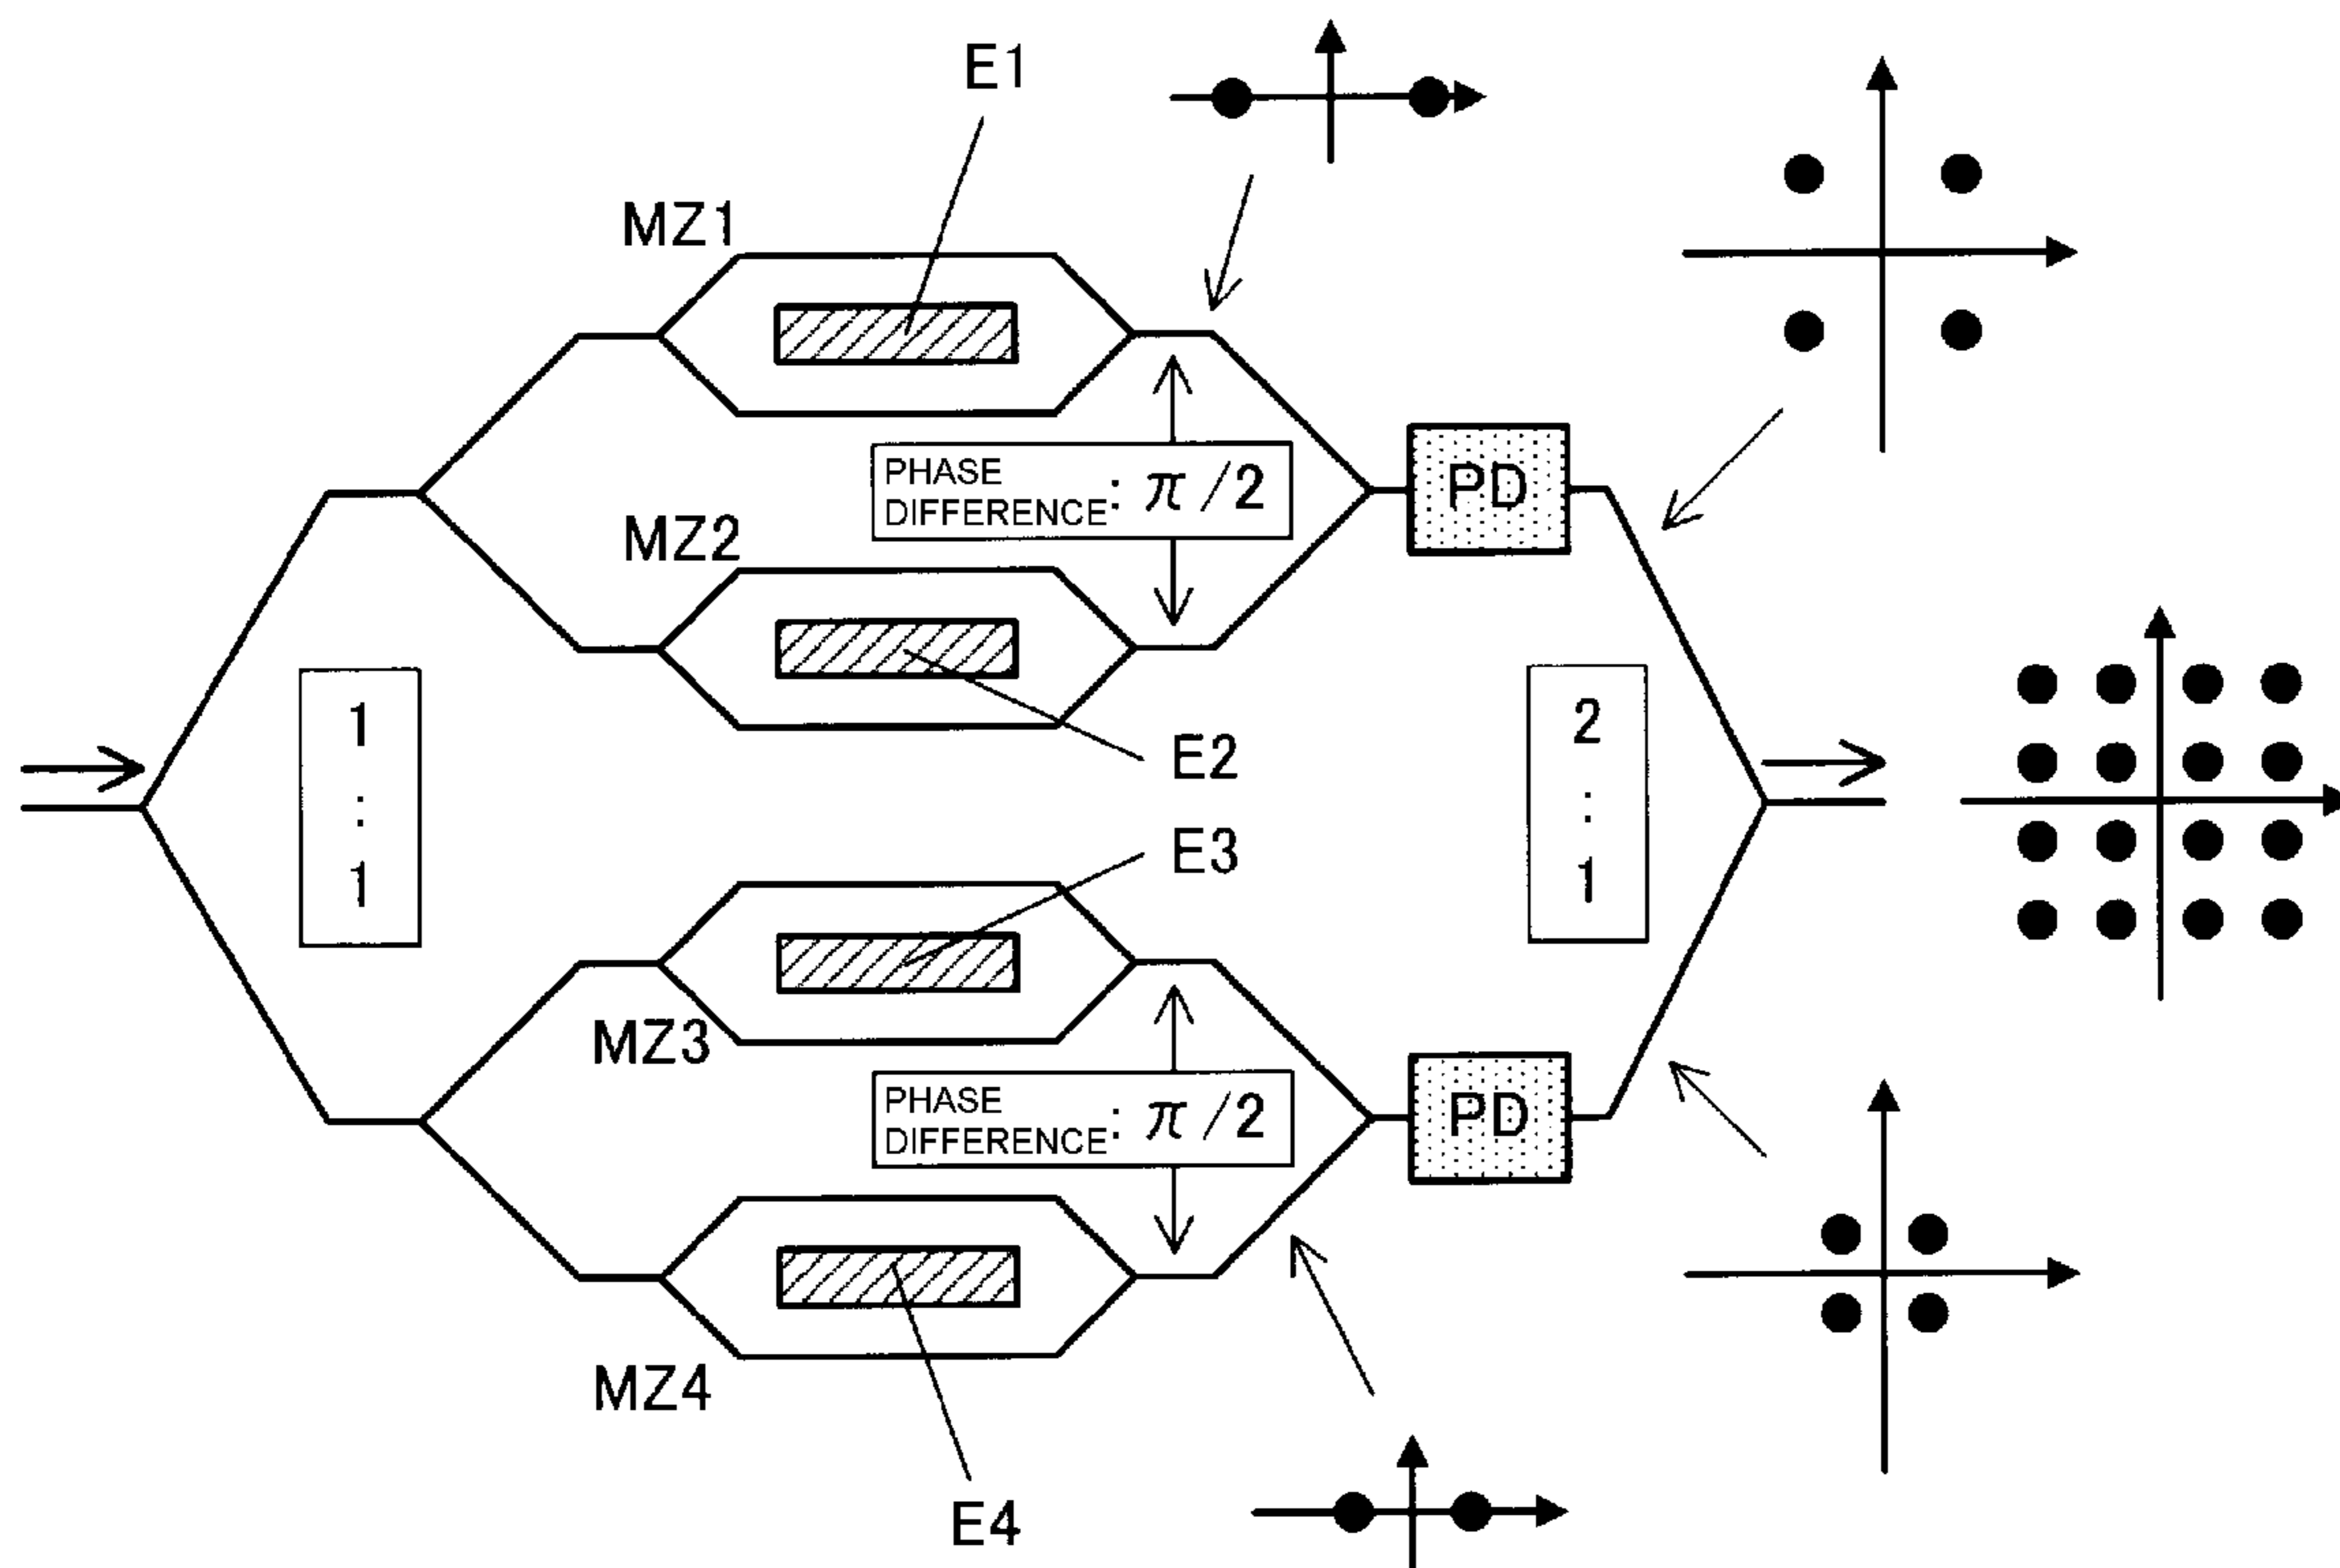 E1
MZ1
PHASE
DIFFERENCE : π/2
PD
MZ2
1
:
1
E2
2
:
1
E3
MZ3
PHASE
DIFFERENCE : π/2
PD
MZ4
E4